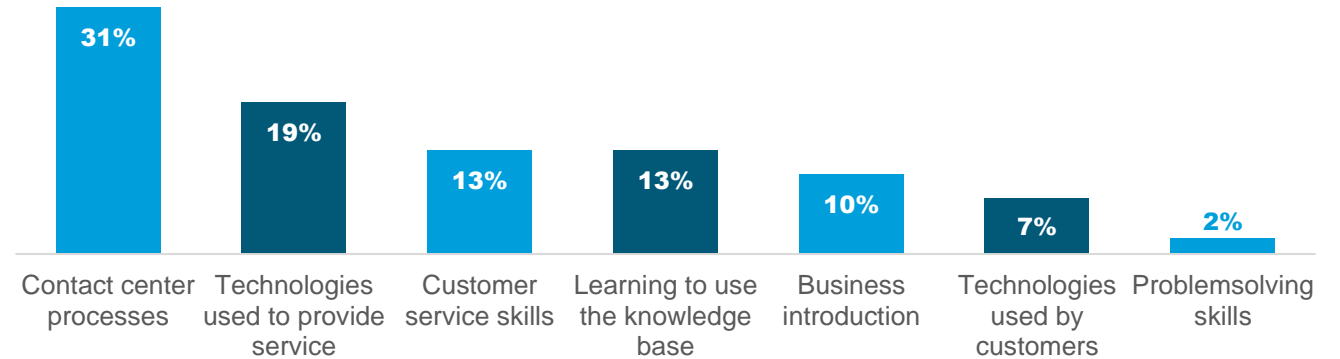 31%
19%
13%
13%
10%
7%
2%
Contact center
processes
Technologies
used to provide
service
Customer
service skills
Learning to use
the knowledge
base
Business
introduction
Technologies
used by
customers
Problemsolving
skills